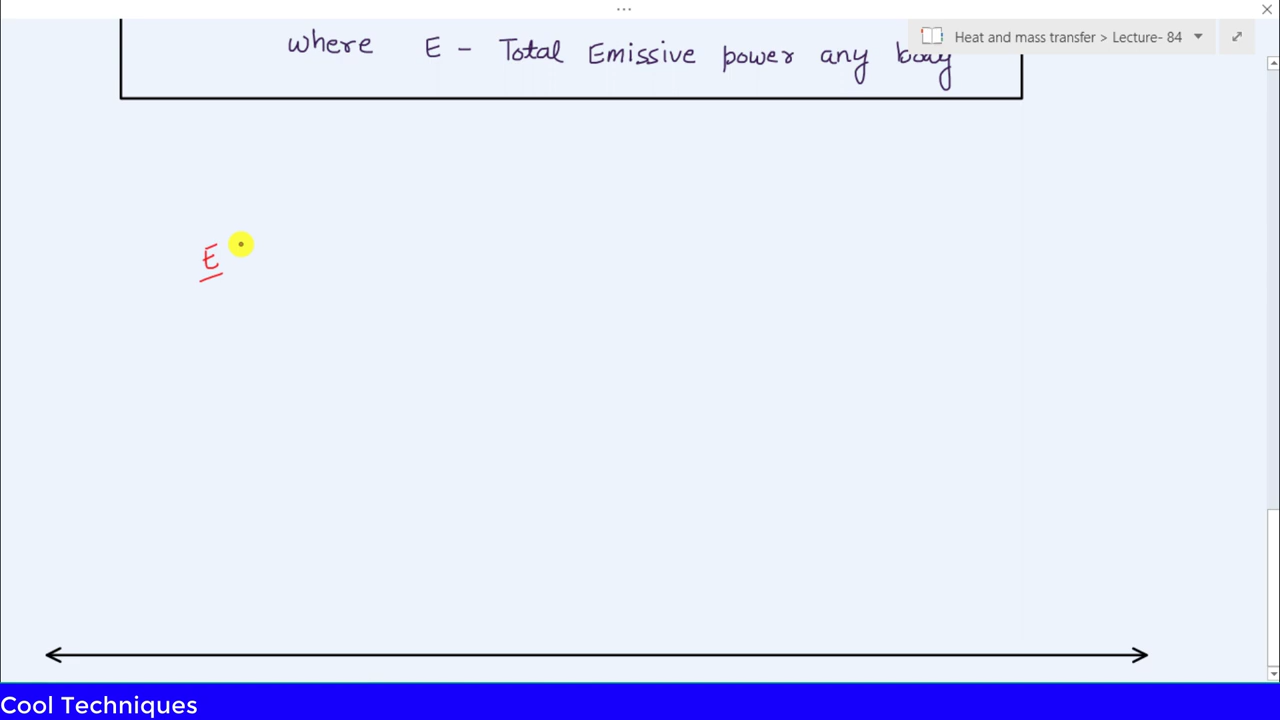 ...
Heat and mass transfer > Lecture- 84
where E - Total Emissive power any body
E
Cool Techniques